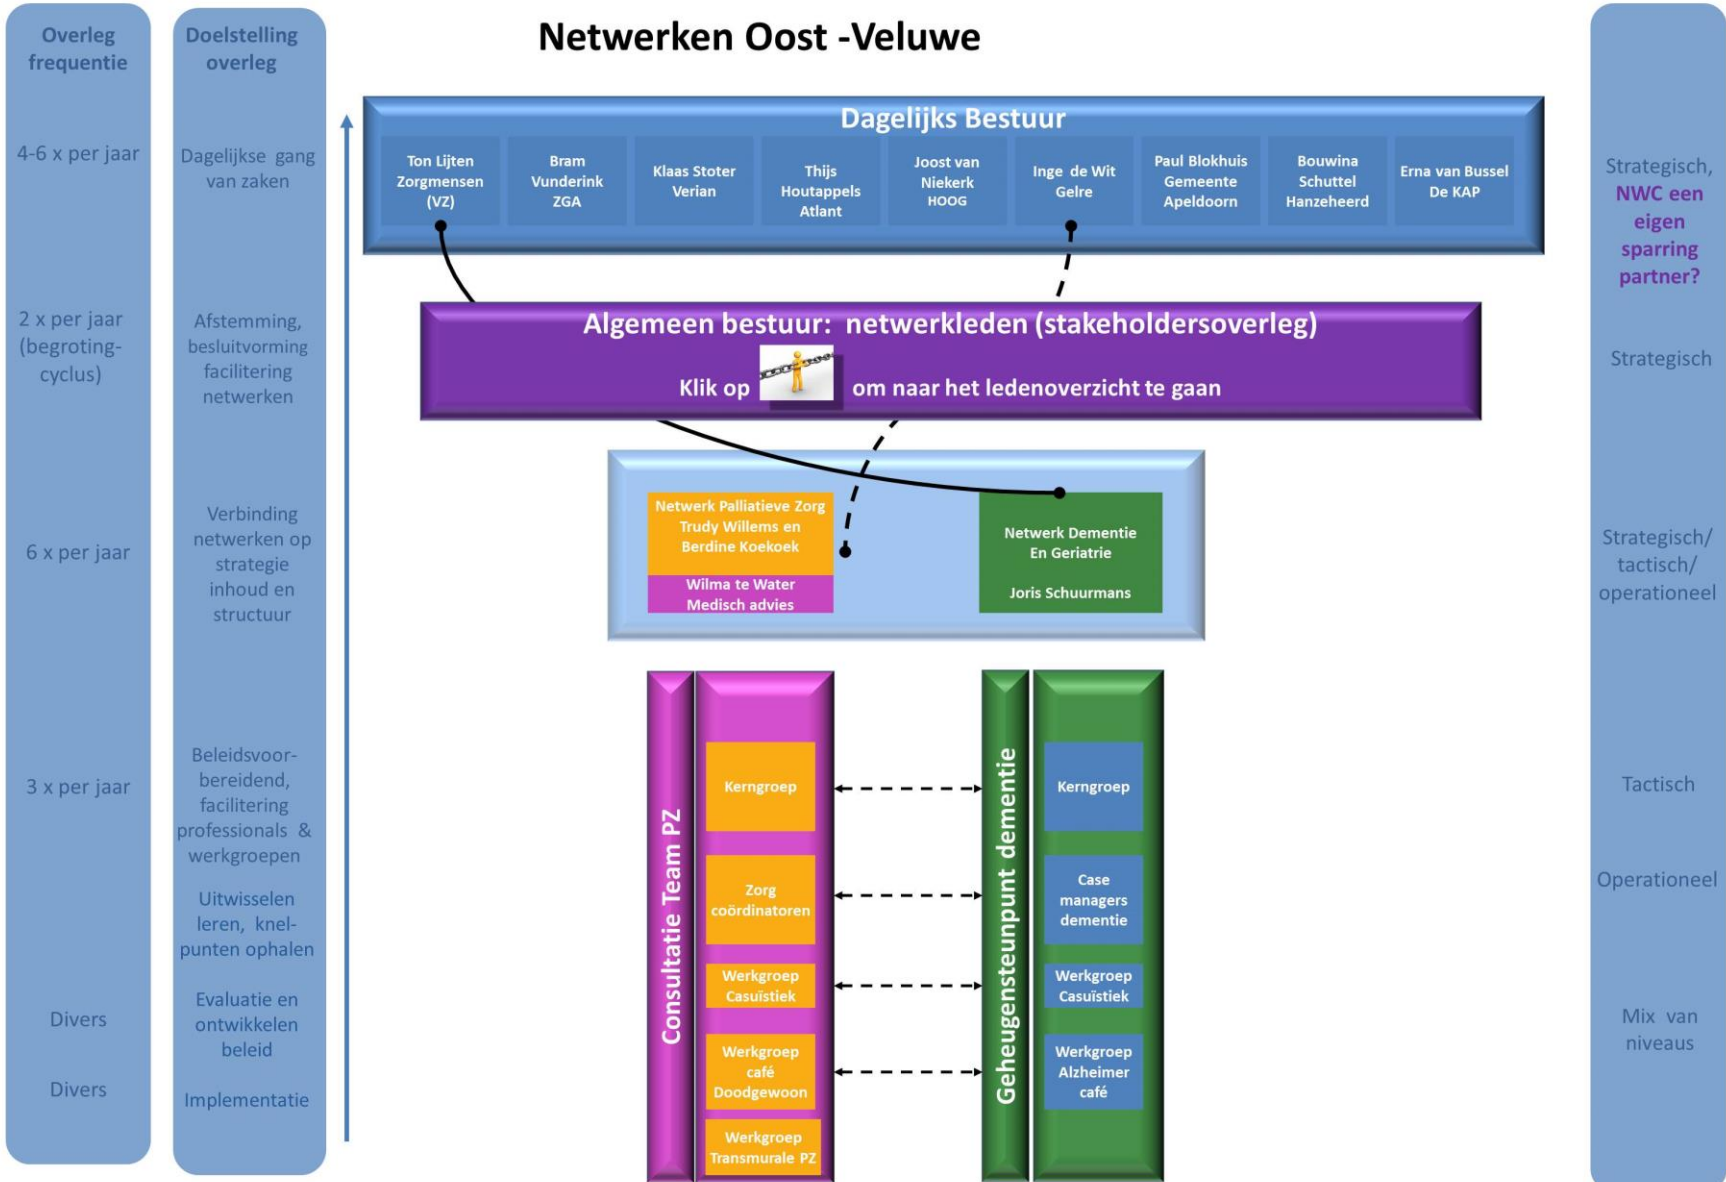 Netwerken Oost -Veluwe
Overleg
frequentie
4-6 x per jaar
2 x per jaar
(begroting-
cyclus)
6 x per jaar
3 x per jaar
Divers
Divers
Doelstelling
overleg
Dagelijkse gang
van zaken
Afstemming,
besluitvorming
facilitering
netwerken
Verbinding
netwerken op
strategie
inhoud en
structuur
Beleidsvoor-
bereidend,
facilitering
professionals &
werkgroepen
Uitwisselen
leren, knel-
punten ophalen
Evaluatie en
ontwikkelen
beleid
Implementatie
Dagelijks Bestuur
Ton Lijten
Zorgmensen
(VZ)
Bram
Vunderink
ZGA
Klaas Stoter
Verian
Thijs
Houtappels
Atlant
Joost van
Niekerk
HOOG
Inge de Wit
Gelre
Paul Blokhuis
Gemeente
Apeldoorn
Bouwina
Schuttel
Hanzeheerd
Erna van Bussel
De KAP
Algemeen bestuur: netwerkleden (stakeholdersoverleg)
Klik op om naar het ledenoverzicht te gaan
Netwerk Palliatieve Zorg
Trudy Willems en
Berdine Koekoek
Wilma te Water
Medisch advies
Netwerk Dementie
En Geriatrie
Joris Schuurmans
Consultatie Team PZ
Kerngroep
Zorg
coördinatoren
Werkgroep
Casuïstiek
Werkgroep
café
Doodgewoon
Werkgroep
Transmurale PZ
Geheugensteunpunt dementie
Kerngroep
Case
managers
dementie
Werkgroep
Casuïstiek
Werkgroep
Alzheimer
café
Strategisch,
NWC een
eigen
sparring
partner?
Strategisch
Strategisch/
tactisch/
operationeel
Tactisch
Operationeel
Mix van
niveaus